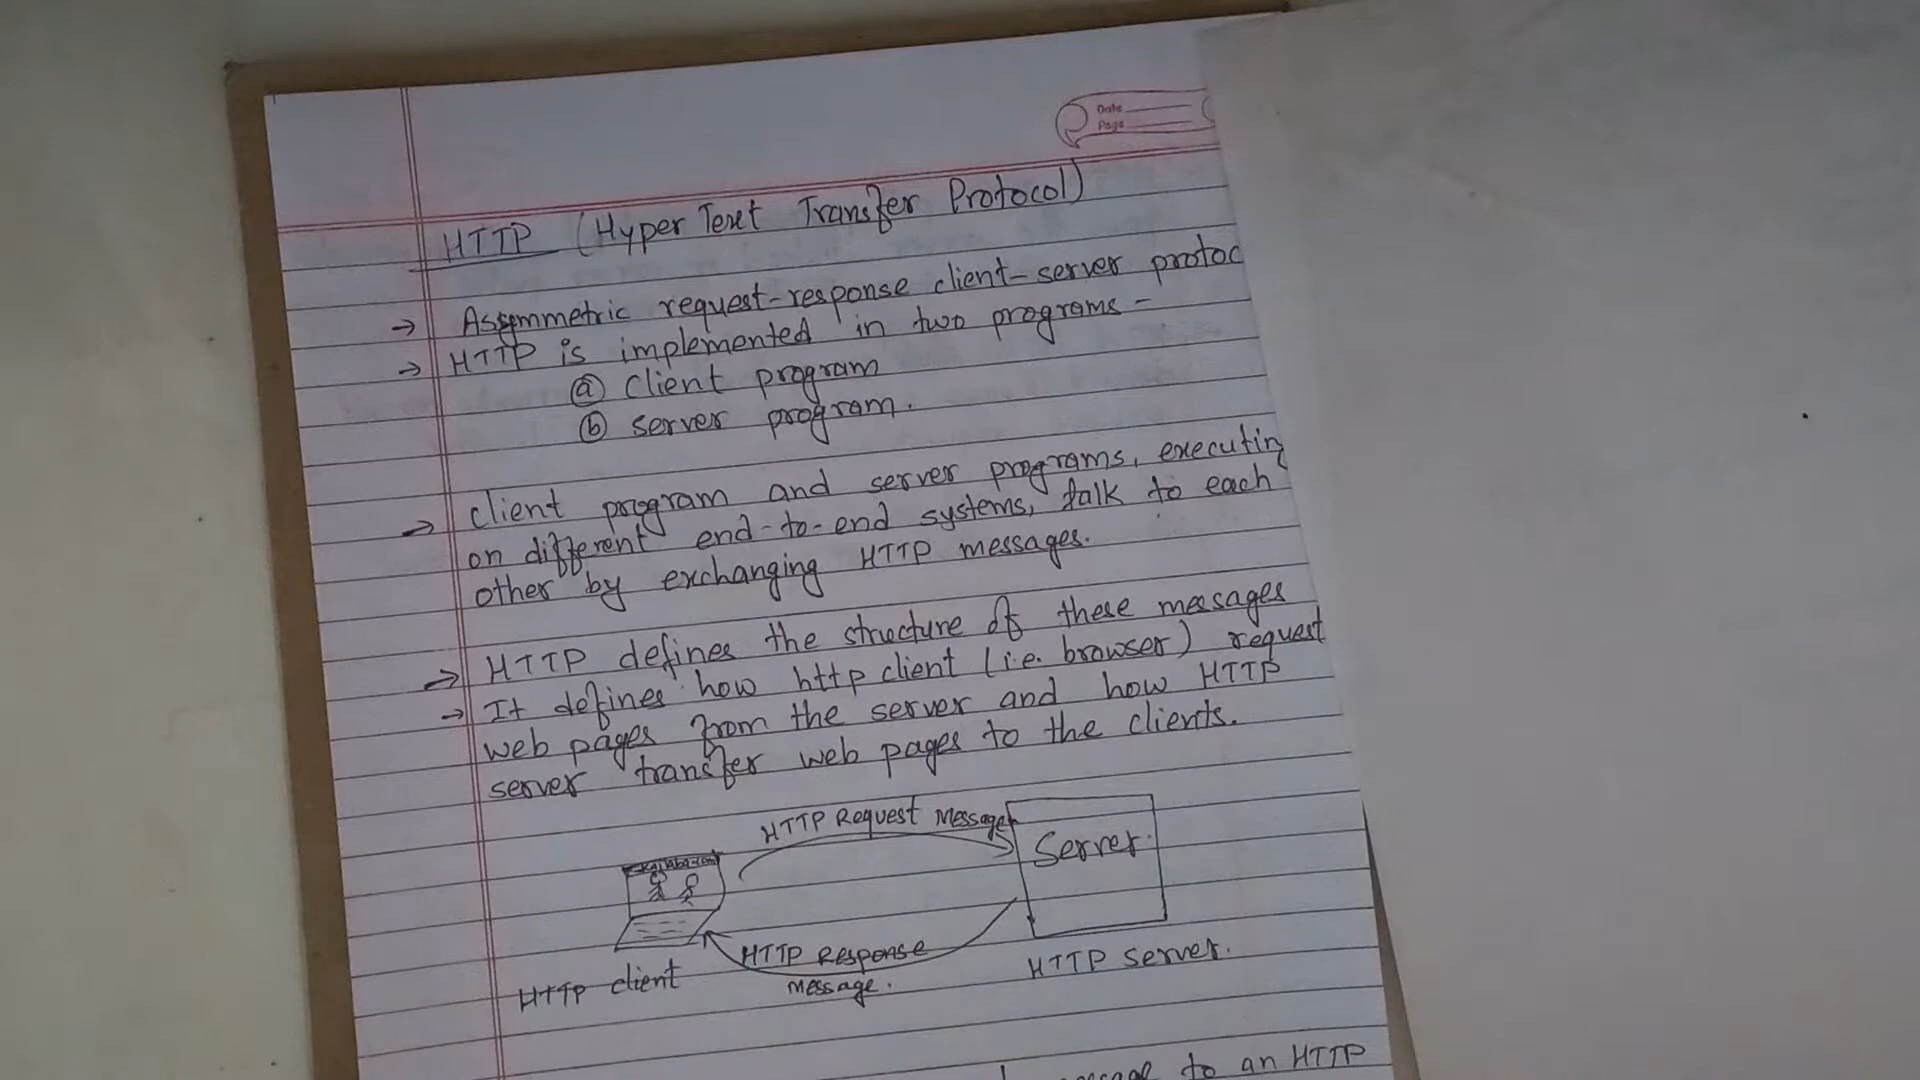 Date
Page
HTTP (Hyper Text Transfer Protocol)
→ Assymmetric request-response client-server protoc
→ HTTP is implemented in two programs -
ⓐ client program
ⓑ server program.
→ client program and server programs, executing
on different end-to-end systems, talk to each
other by exchanging HTTP messages.
→ HTTP defines the structure of these messages
→ It defines how http client (i.e. browser) request
web pages from the server and how HTTP
server transfer web pages to the clients.
HTTP Request Message
Server
HTTP Response
message.
HTTP client
HTTP server.
to an HTTP